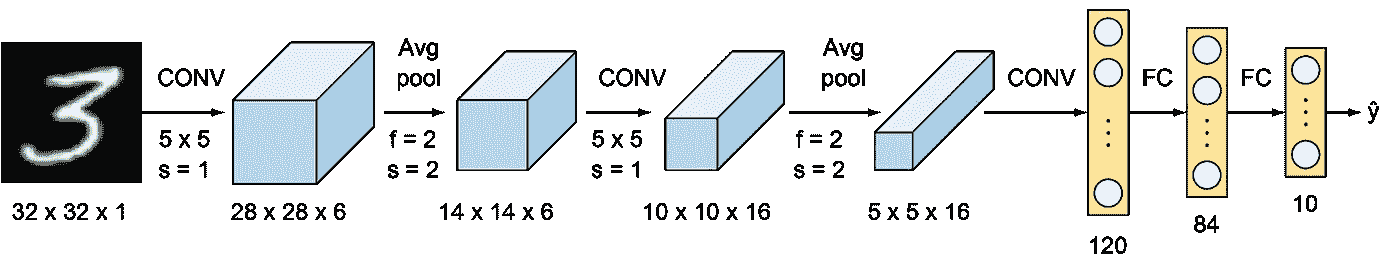 3
32 x 32 x 1
CONV
5 x 5
s = 1
28 x 28 x 6
Avg
pool
f = 2
s = 2
14 x 14 x 6
CONV
5 x 5
s = 1
10 x 10 x 16
Avg
pool
f = 2
s = 2
5 x 5 x 16
CONV
120
FC
84
FC
10
ŷ